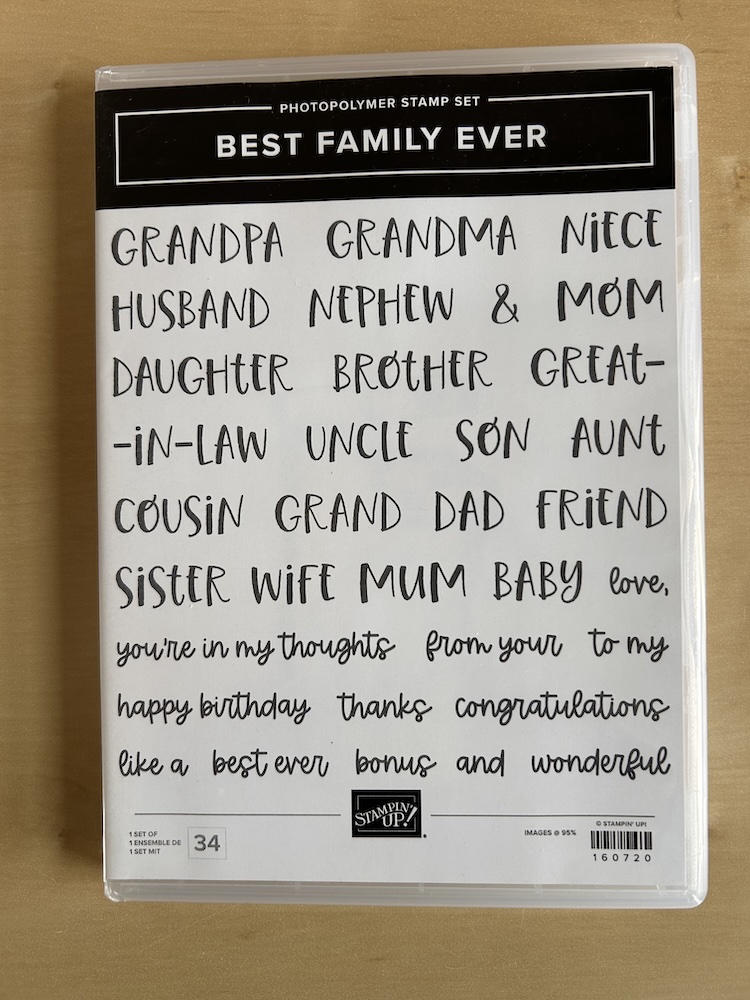 PHOTOPOLYMER STAMP SET
BEST FAMILY EVER
GRANDPA GRANDMA NiECE
HUSBAND NEPHEW & MOM
DAUGHtER BROtHER GREAt-
-iN-LAW UNCLE SON AUNt
COUSiN GRAND DAD FRiEND
SiStER WiFE MUM BABY love,
you're in my thoughts from your to my
happy birthday thanks congratulations
like a best ever bonus and wonderful
STAMPIN' UP!
1 SET OF
1 ENSEMBLE DE
1 SET MIT
34
IMAGES @ 95%
© STAMPIN' UP!
160720